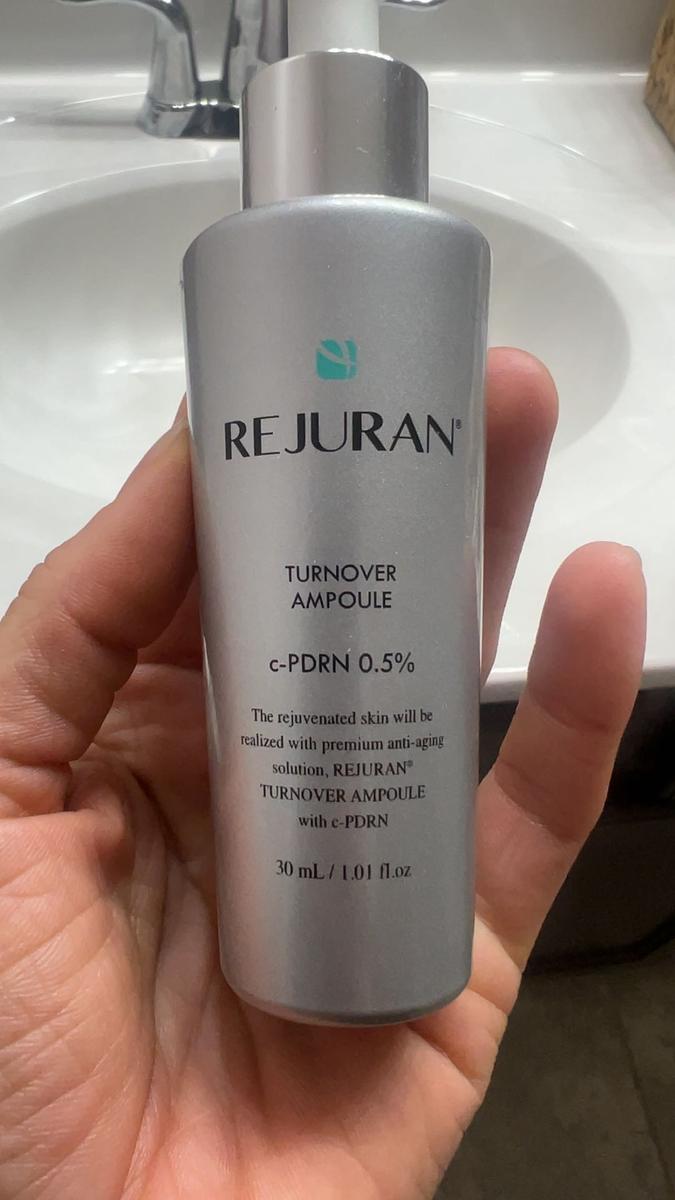 REJURAN®
TURNOVER
AMPOULE
c-PDRN 0.5%
The rejuvenated skin will be
realized with premium anti-aging
solution, REJURAN®
TURNOVER AMPOULE
with c-PDRN
30 mL / 1.01 fl.oz